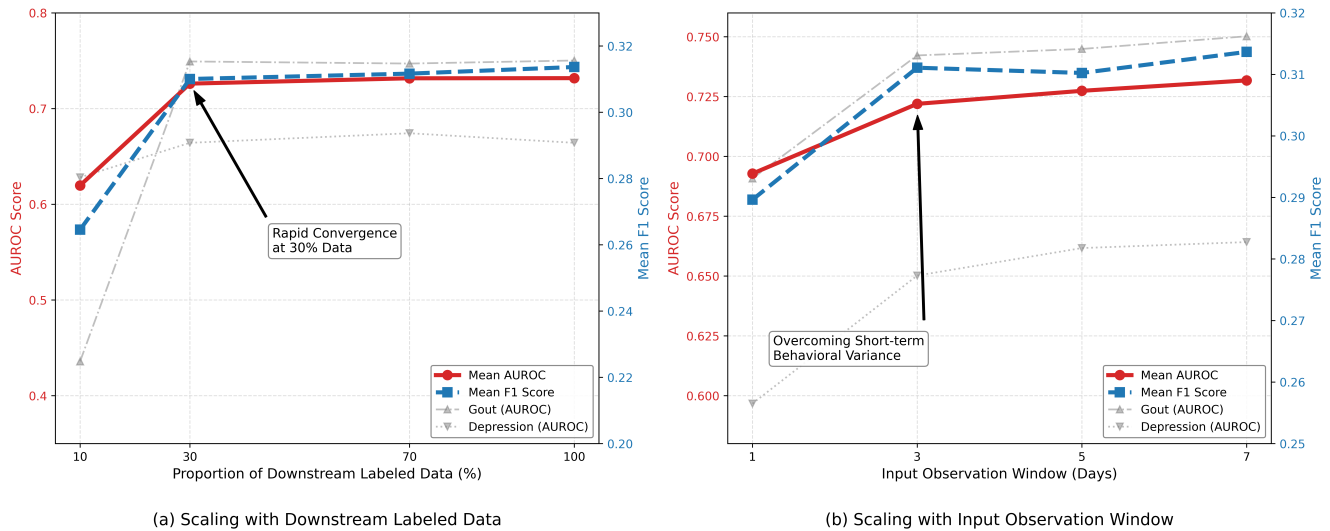 0.8
0.7
0.6
0.5
0.4
AUROC Score
0.32
0.30
0.28
0.26
0.24
0.22
0.20
Mean F1 Score
Rapid Convergence
at 30% Data
Mean AUROC
Mean F1 Score
Gout (AUROC)
Depression (AUROC)
10
30
70
100
Proportion of Downstream Labeled Data (%)
(a) Scaling with Downstream Labeled Data
0.750
0.725
0.700
0.675
0.650
0.625
0.600
AUROC Score
0.32
0.31
0.30
0.29
0.28
0.27
0.26
0.25
Mean F1 Score
Overcoming Short-term
Behavioral Variance
Mean AUROC
Mean F1 Score
Gout (AUROC)
Depression (AUROC)
1
3
5
7
Input Observation Window (Days)
(b) Scaling with Input Observation Window